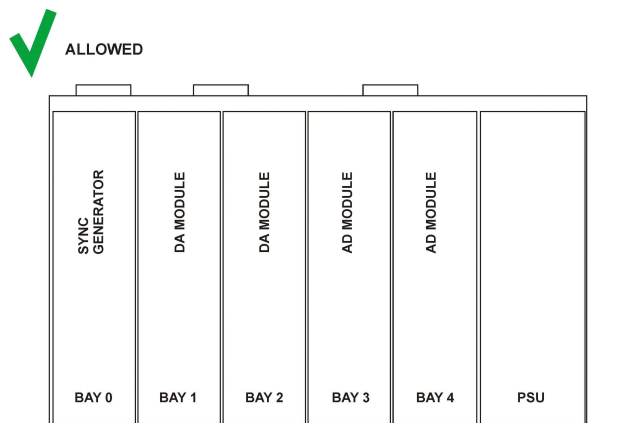 ALLOWED
SYNC
GENERATOR
DA MODULE
DA MODULE
AD MODULE
AD MODULE
BAY 0
BAY 1
BAY 2
BAY 3
BAY 4
PSU